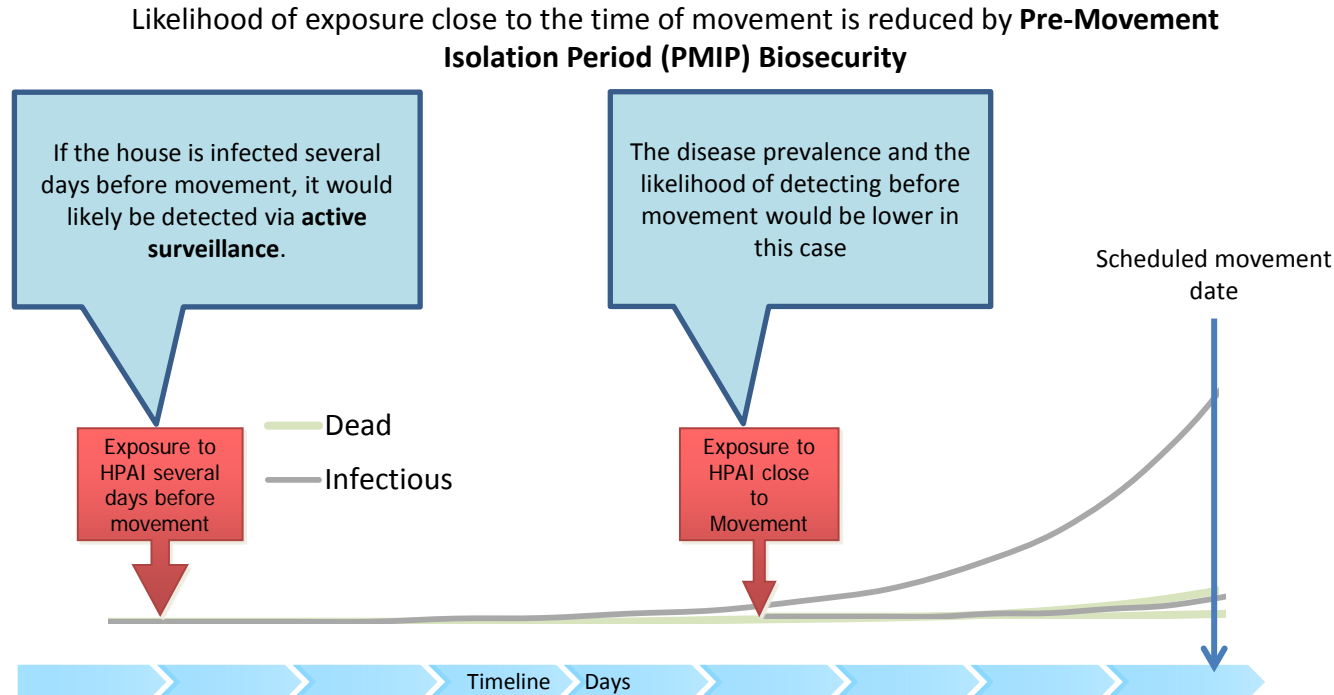 Likelihood of exposure close to the time of movement is reduced by Pre-Movement
Isolation Period (PMIP) Biosecurity
If the house is infected several
days before movement, it would
likely be detected via active
surveillance.
The disease prevalence and the
likelihood of detecting before
movement would be lower in
this case
Scheduled movement
date
Exposure to
HPAI several
days before
movement
Dead
Infectious
Exposure to
HPAI close
to
Movement
Timeline Days